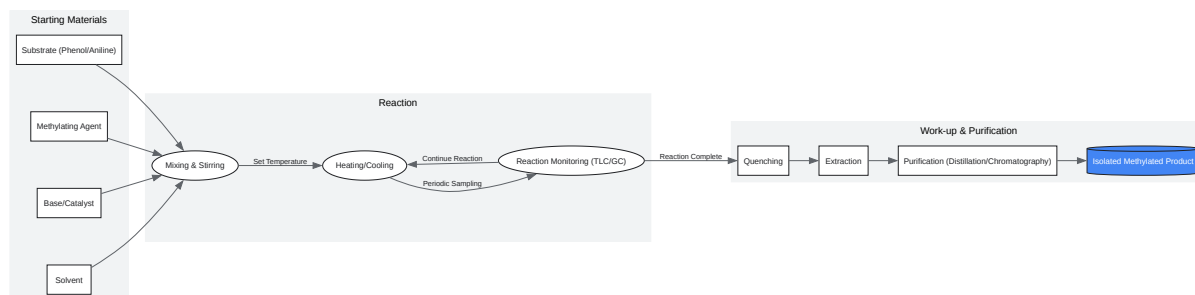 Starting Materials
Substrate (Phenol/Aniline)
Methylating Agent
Base/Catalyst
Solvent
Reaction
Mixing & Stirring
Set Temperature
Heating/Cooling
Continue Reaction
Periodic Sampling
Reaction Monitoring (TLC/GC)
Reaction Complete
Work-up & Purification
Quenching
Extraction
Purification (Distillation/Chromatography)
Isolated Methylated Product